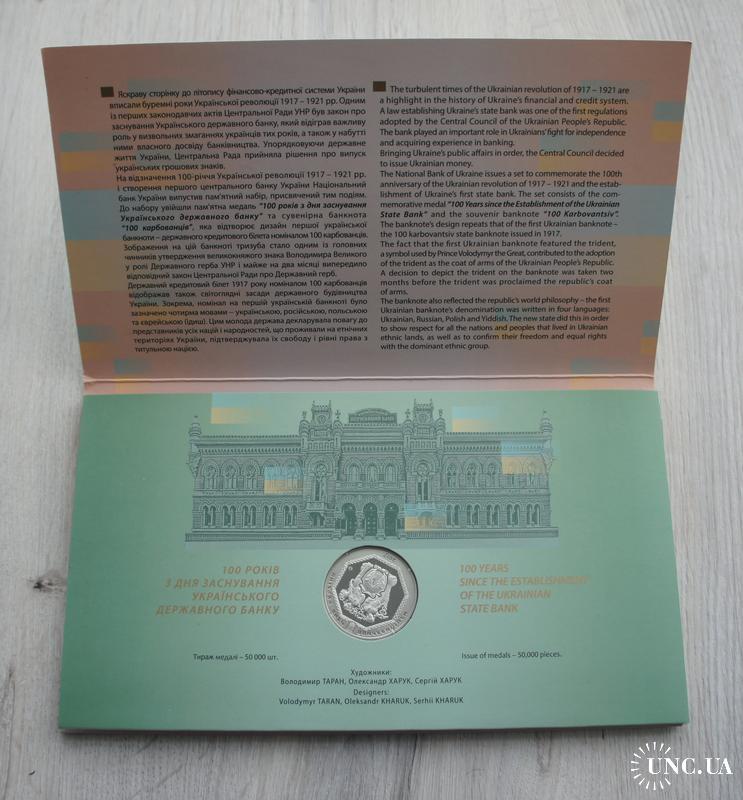 Яскраву сторінку до літопису фінансово-кредитної системи України
вписали буремні роки Української революції 1917 – 1921 рр. Одним
із перших законодавчих актів Центральної Ради УНР був закон про
заснування Українського державного банку, який відіграв важливу
роль у визвольних змаганнях українців тих років, а також у набутті
ними власного досвіду банківництва. Упорядковуючи державне
життя України, Центральна Рада прийняла рішення про випуск
українських грошових знаків.
На відзначення 100-річчя Української революції 1917 – 1921 рр.
і створення першого центрального банку України Національний
банк України випустив пам'ятний набір, присвячений тим подіям.
До набору увійшли пам'ятна медаль "100 років з дня заснування
Українського державного банку" та сувенірна банкнота
"100 карбованців", яка відтворює дизайн першої української
банкноти – державного кредитового білета номіналом 100 карбованців.
Зображення на цій банкноті тризуба стало одним із головних
чинників утвердження великокняжого знака Володимира Великого
у ролі Державного герба УНР і майже на два місяці випередило
відповідний закон Центральної Ради про Державний герб.
Державний кредитовий білет 1917 року номіналом 100 карбованців
відображав також світоглядні засади державного будівництва
України. Зокрема, номінал на першій українській банкноті було
зазначено чотирма мовами – українською, російською, польською
та єврейською (їдиш). Цим молода держава декларувала повагу до
представників усіх націй і народностей, що проживали на етнічних
територіях України, підтверджувала їх свободу і рівні права з
титульною нацією.
The turbulent times of the Ukrainian revolution of 1917 – 1921 are
a highlight in the history of Ukraine's financial and credit system.
A law establishing Ukraine's state bank was one of the first regulations
adopted by the Central Council of the Ukrainian People's Republic.
The bank played an important role in Ukrainians' fight for independence
and acquiring experience in banking.
Bringing Ukraine's public affairs in order, the Central Council decided
to issue Ukrainian money.
The National Bank of Ukraine issues a set to commemorate the 100th
anniversary of the Ukrainian revolution of 1917 – 1921 and the estab-
lishment of Ukraine's first state bank. The set consists of the com-
memorative medal "100 Years since the Establishment of the Ukrainian
State Bank" and the souvenir banknote "100 Karbovantsiv".
The banknote's design repeats that of the first Ukrainian banknote –
the 100 karbovantsiv state banknote issued in 1917.
The fact that the first Ukrainian banknote featured the trident,
a symbol used by Prince Volodymyr the Great, contributed to the adoption
of the trident as the coat of arms of the Ukrainian People's Republic.
A decision to depict the trident on the banknote was taken two
months before the trident was proclaimed the republic's coat
of arms.
The banknote also reflected the republic's world philosophy – the first
Ukrainian banknote's denomination was written in four languages:
Ukrainian, Russian, Polish and Yiddish. The new state did this in order
to show respect for all the nations and peoples that lived in Ukrainian
ethnic lands, as well as to confirm their freedom and equal rights
with the dominant ethnic group.
100 РОКІВ
З ДНЯ ЗАСНУВАННЯ
УКРАЇНСЬКОГО
ДЕРЖАВНОГО БАНКУ
100 YEARS
SINCE THE ESTABLISHMENT
OF THE UKRAINIAN
STATE BANK
Тираж медалі – 50 000 шт.
Issue of medals – 50,000 pieces.
Художники:
Володимир ТАРАН, Олександр ХАРУК, Сергій ХАРУК
Designers:
Volodymyr TARAN, Oleksandr KHARUK, Serhii KHARUK
UNC.UA